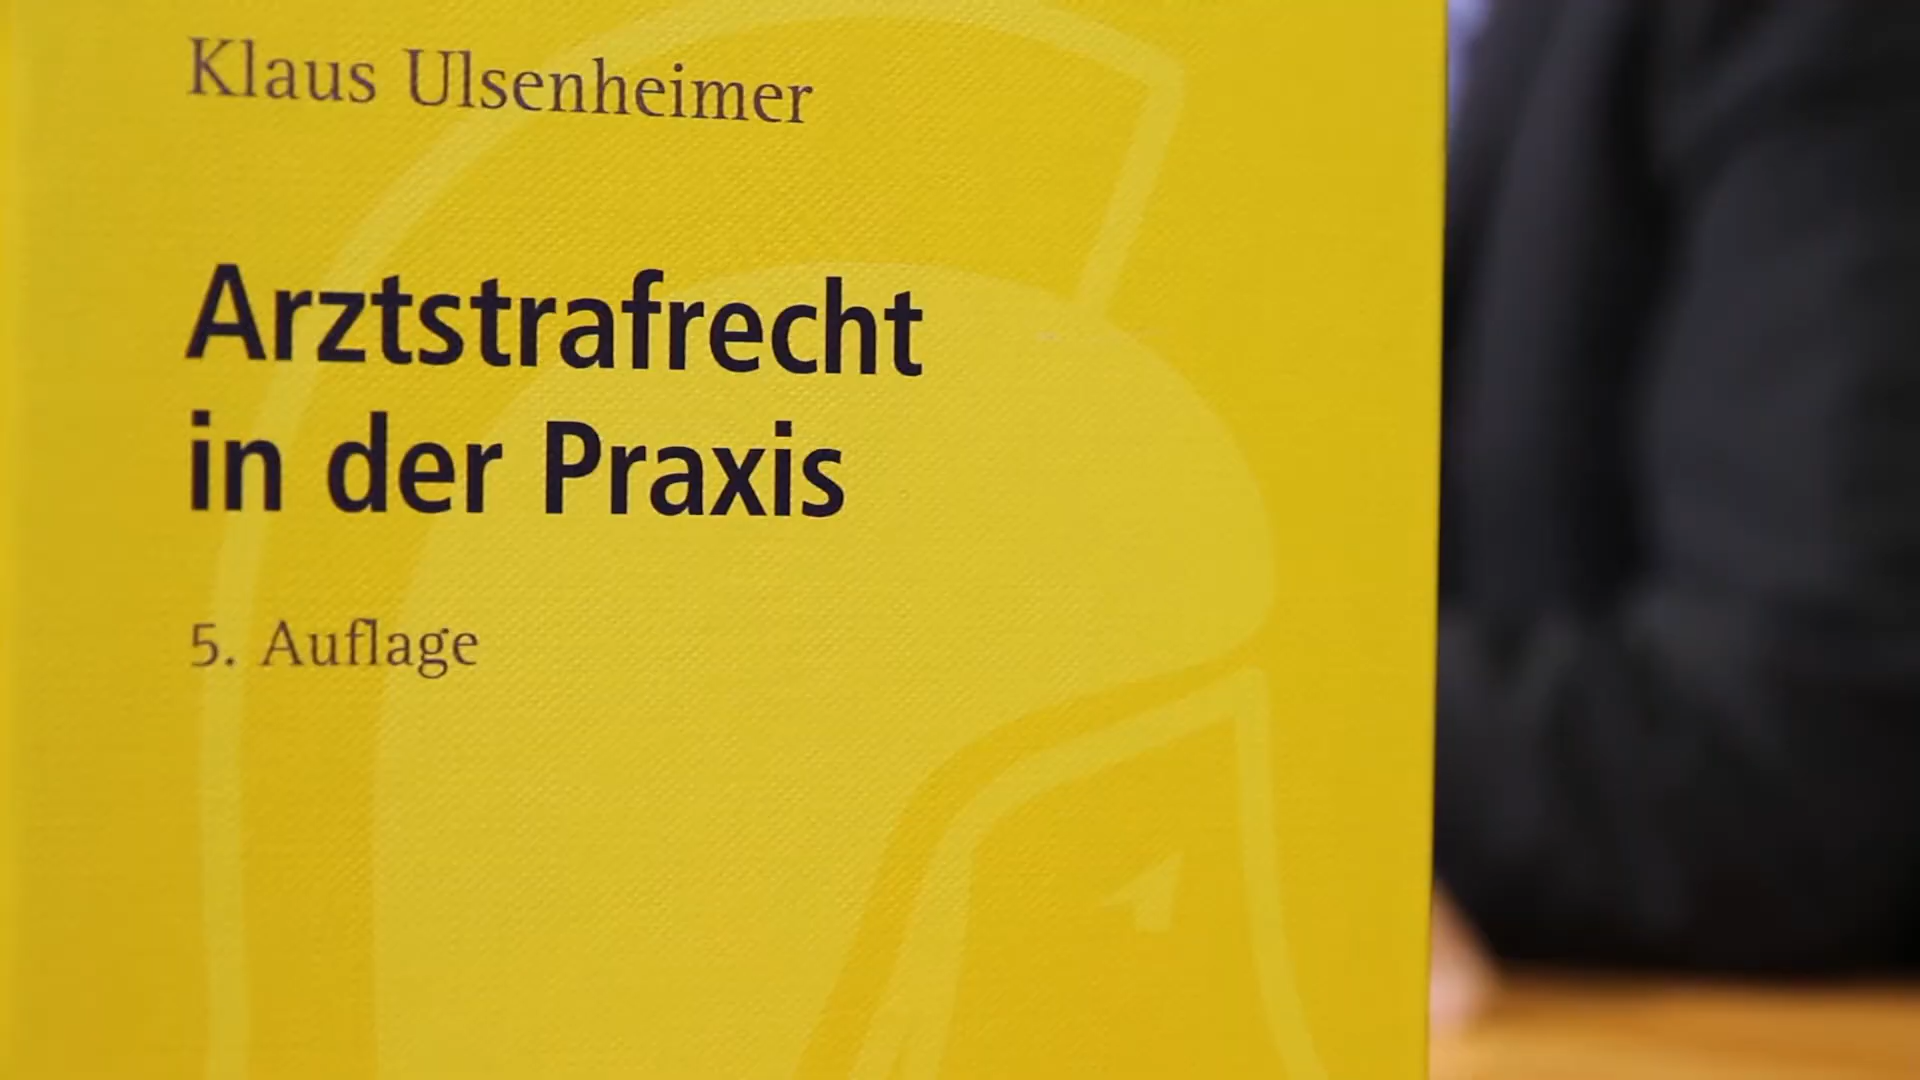 Klaus Ulsenheimer
Arztstrafrecht
in der Praxis
5. Auflage